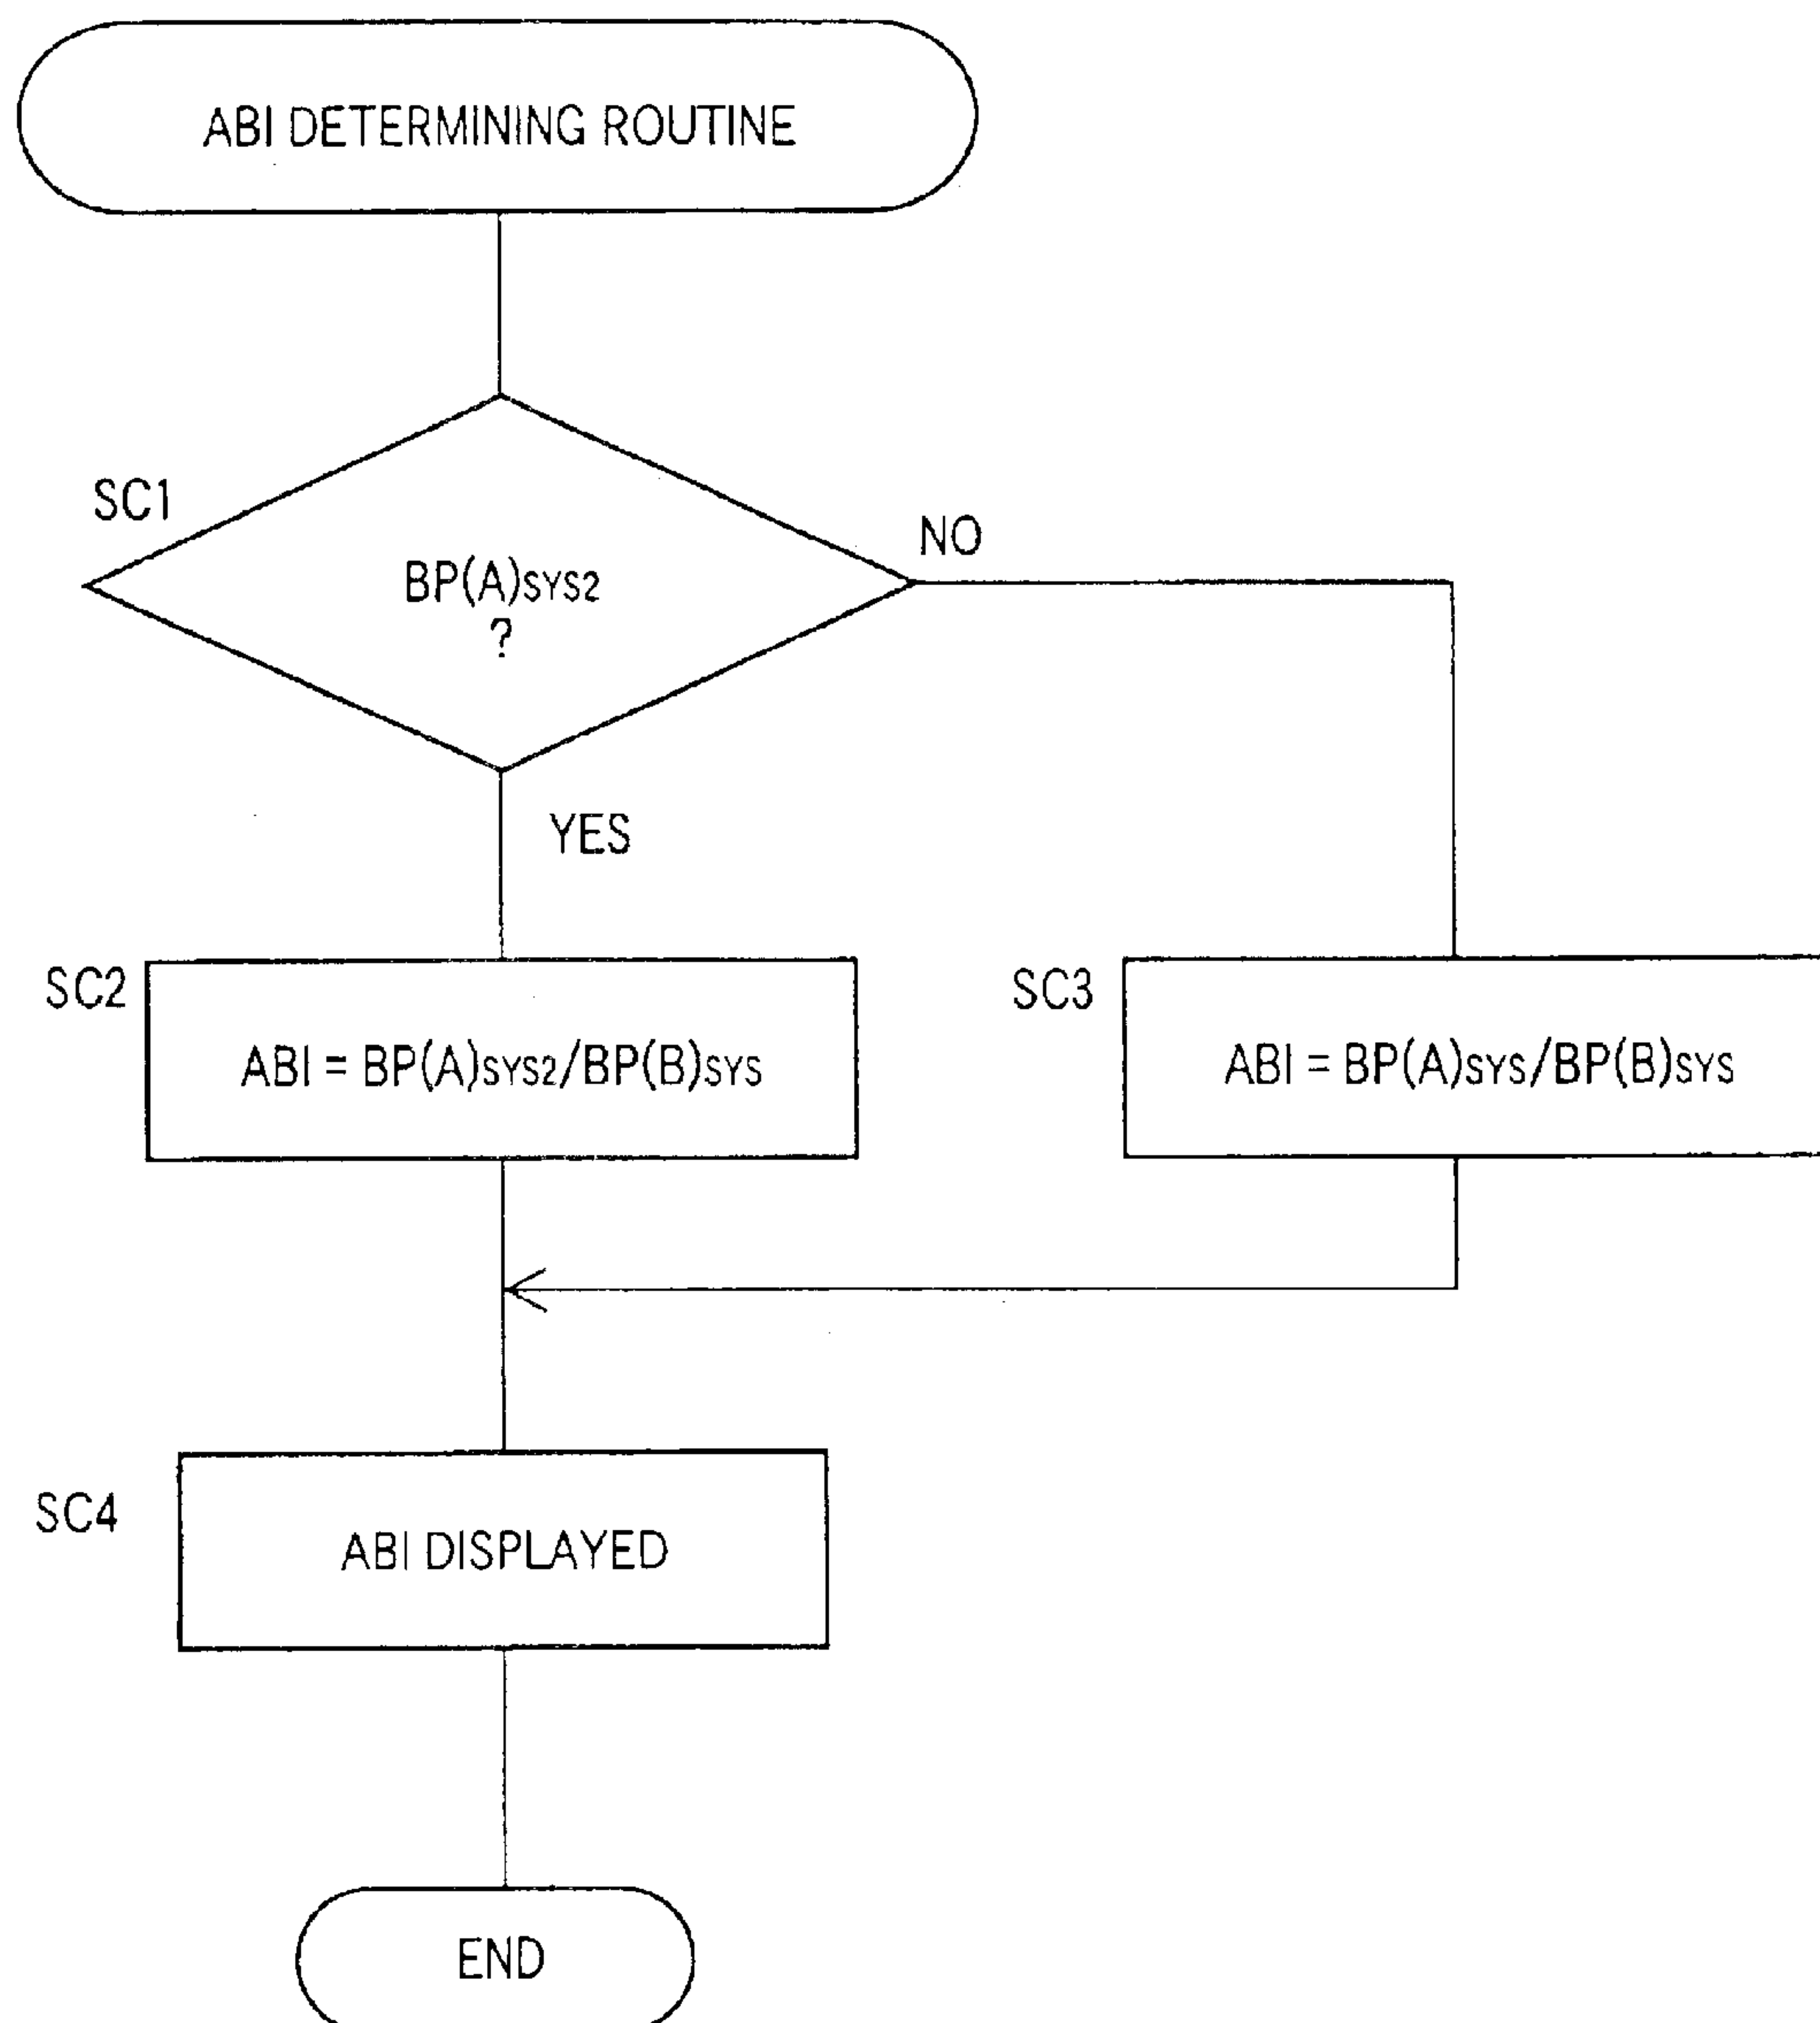 ABI DETERMINING ROUTINE
SC1
NO
BP(A)SYS2
?
YES
SC2
ABI = BP(A)SYS2/BP(B)SYS
SC3
ABI = BP(A)SYS/BP(B)SYS
SC4
ABI DISPLAYED
END